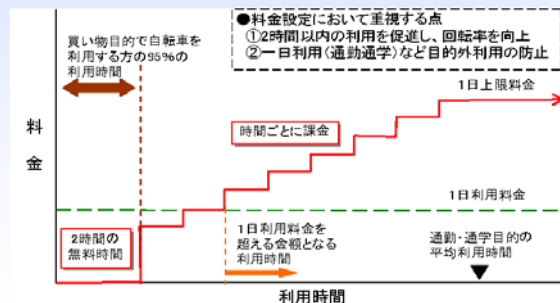 ●料金設定において重視する点
①2時間以内の利用を促進し、回転率を向上
②一日利用(通勤通学)など目的外利用の防止
買い物目的で自転車を
利用する方の95%の
利用時間
1日上限料金
料
金
時間ごとに課金
1日利用料金
2時間の
無料時間
1日利用料金を
超える金額となる
利用時間
通勤・通学目的の
平均利用時間
利用時間